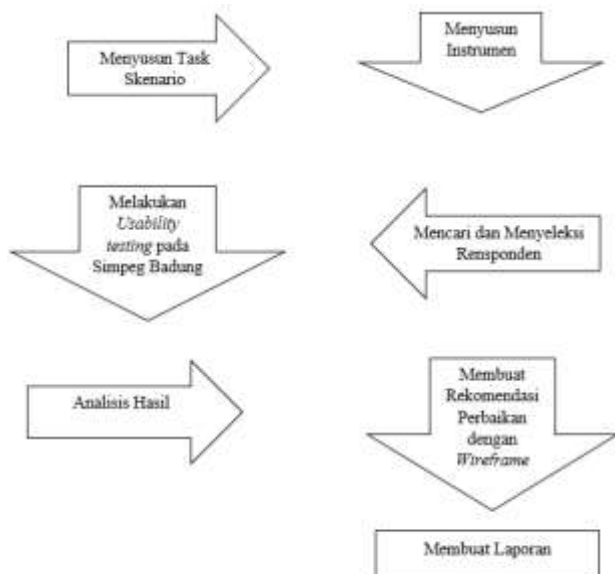 Menyusun Task
Skenario
Menyusun
Instrumen
Mencari dan Menyeleksi
Rensponden
Melakukan
Usability
testing pada
Simpeg Badung
Analisis Hasil
Membuat
Rekomendasi
Perbaikan
dengan
Wireframe
Membuat Laporan